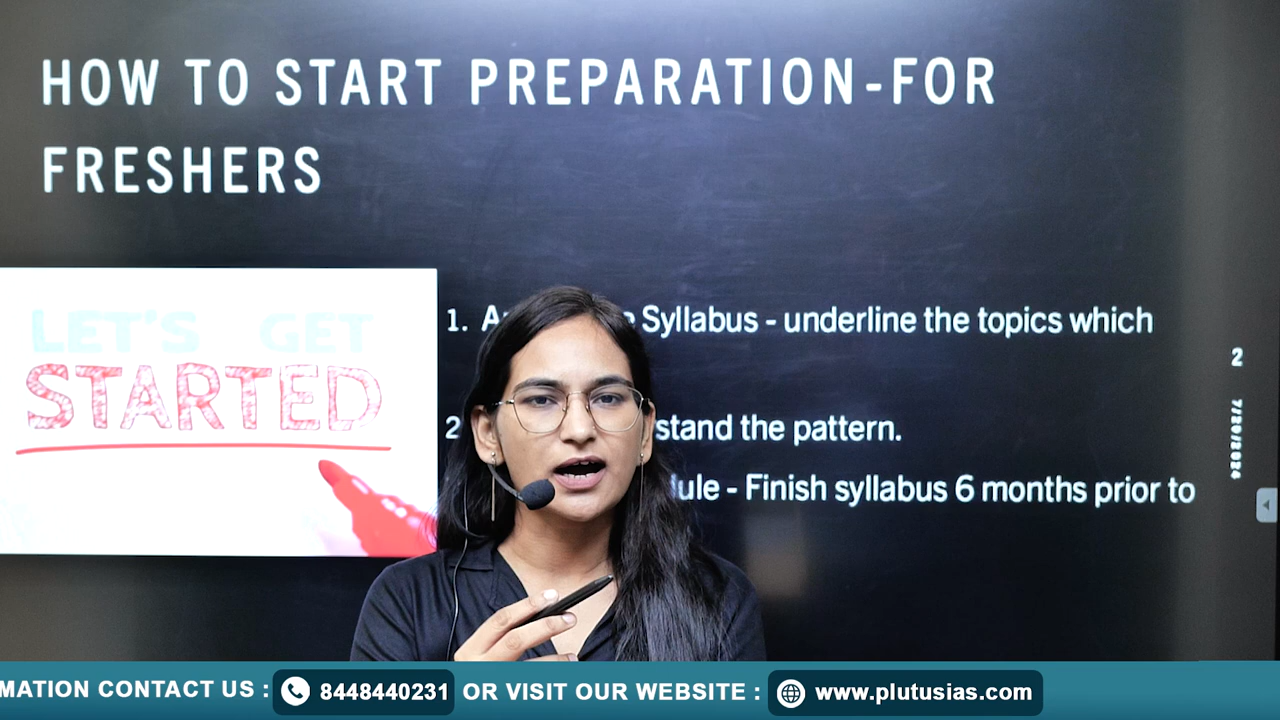 HOW TO START PREPARATION-FOR
FRESHERS
LET'S GET
STARTED
1. Syllabus - underline the topics which
2 stand the pattern.
ule - Finish syllabus 6 months prior to
2
7/20/2024
MATION CONTACT US : 8448440231 OR VISIT OUR WEBSITE : www.plutusias.com